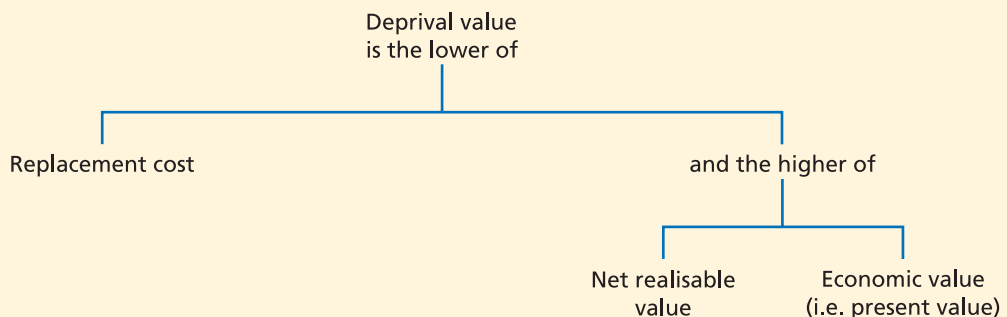 Deprival value
is the lower of
Replacement cost
and the higher of
Net realisable
value
Economic value
(i.e. present value)